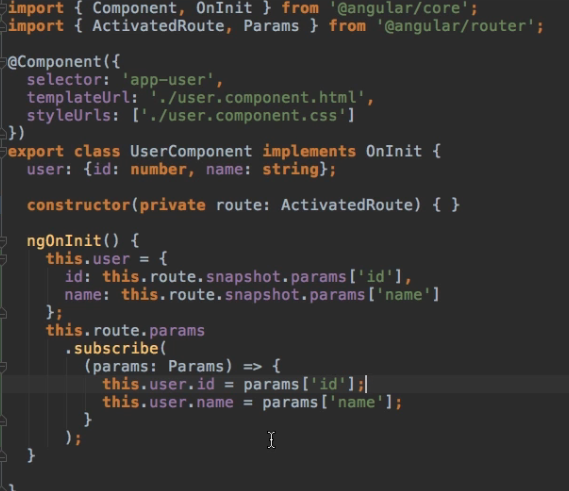 import { Component, OnInit } from '@angular/core';
import { ActivatedRoute, Params } from '@angular/router';

@Component({
  selector: 'app-user',
  templateUrl: './user.component.html',
  styleUrls: ['./user.component.css']
})
export class UserComponent implements OnInit {
  user: {id: number, name: string};

  constructor(private route: ActivatedRoute) { }

  ngOnInit() {
    this.user = {
      id: this.route.snapshot.params['id'],
      name: this.route.snapshot.params['name']
    };
    this.route.params
      .subscribe(
        (params: Params) => {
          this.user.id = params['id'];
          this.user.name = params['name'];
        }
      );
  }

}